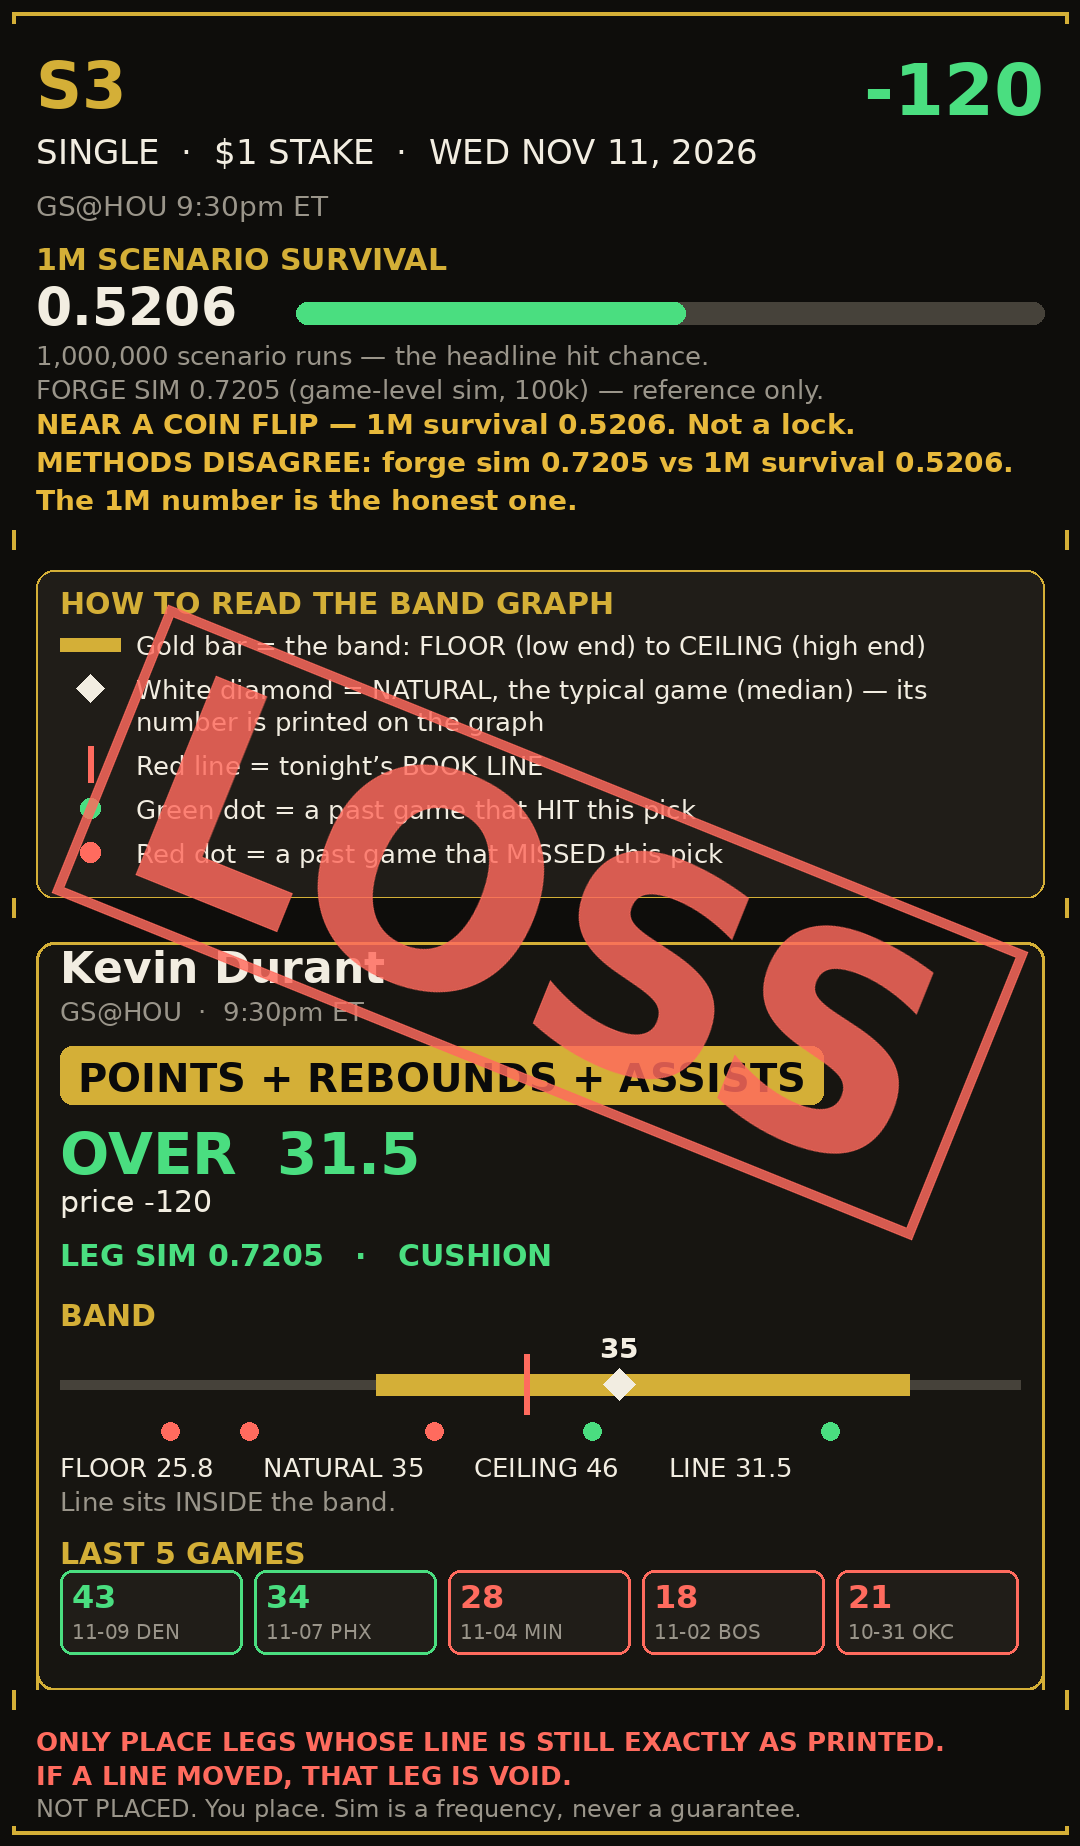 S3
-120
SINGLE · $1 STAKE · WED NOV 11, 2026
GS@HOU 9:30pm ET
1M SCENARIO SURVIVAL
0.5206
1,000,000 scenario runs — the headline hit chance.
FORGE SIM 0.7205 (game-level sim, 100k) — reference only.
NEAR A COIN FLIP — 1M survival 0.5206. Not a lock.
METHODS DISAGREE: forge sim 0.7205 vs 1M survival 0.5206.
The 1M number is the honest one.
HOW TO READ THE BAND GRAPH
Gold bar = the band: FLOOR (low end) to CEILING (high end)
White diamond = NATURAL, the typical game (median) — its
number is printed on the graph
Red line = tonight’s BOOK LINE
Green dot = a past game that HIT this pick
Red dot = a past game that MISSED this pick
LOSS
Kevin Durant
GS@HOU · 9:30pm ET
POINTS + REBOUNDS + ASSISTS
OVER 31.5
price -120
LEG SIM 0.7205 · CUSHION
BAND
35
FLOOR 25.8 NATURAL 35 CEILING 46 LINE 31.5
Line sits INSIDE the band.
LAST 5 GAMES
43 34 28 18 21
11-09 DEN 11-07 PHX 11-04 MIN 11-02 BOS 10-31 OKC
ONLY PLACE LEGS WHOSE LINE IS STILL EXACTLY AS PRINTED.
IF A LINE MOVED, THAT LEG IS VOID.
NOT PLACED. You place. Sim is a frequency, never a guarantee.